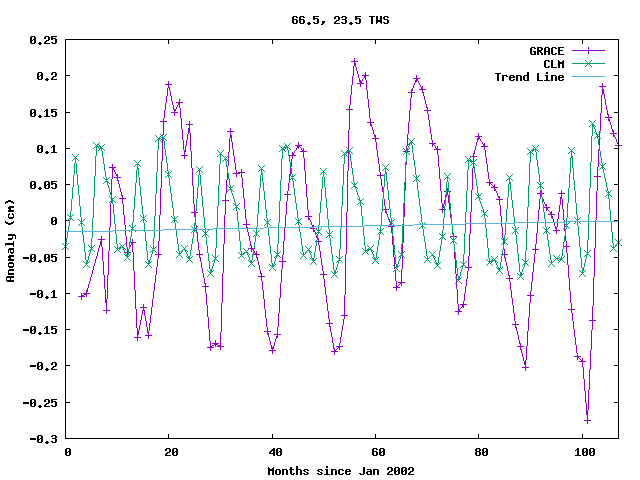 66.5, 23.5 TWS
GRACE
CLM
Trend Line
0.25
0.2
0.15
0.1
0.05
0
-0.05
-0.1
-0.15
-0.2
-0.25
-0.3
Anomaly (cm)
0 20 40 60 80 100
Months since Jan 2002